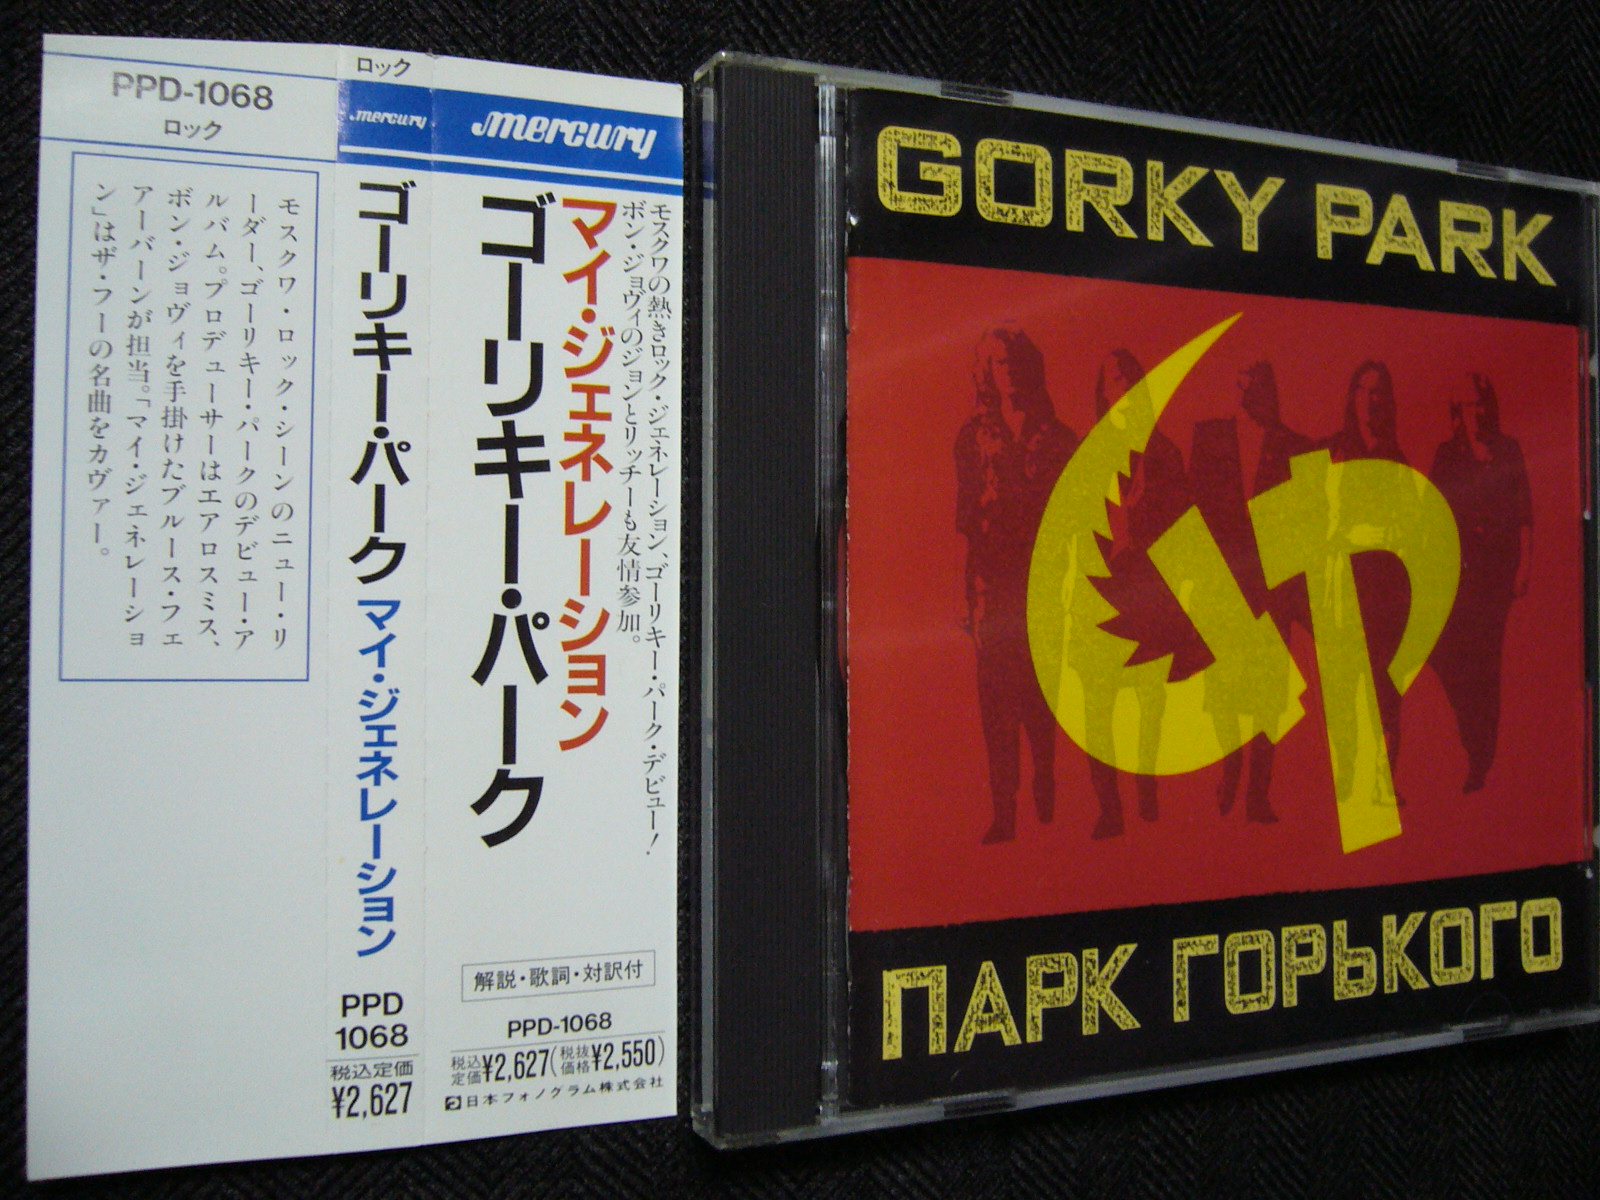 PPD-1068
ロック
モスクワ・ロック・シーンのニュー・リ
ーダー、ゴーリキー・パークのデビュー・ア
ルバム。プロデューサーはエアロスミス、
ボン・ジョヴィを手掛けたブルース・フェ
アーバーンが担当。「マイ・ジェネレーショ
ン」はザ・フーの名曲をカヴァー。
ロック
mercury
ゴーリキー・パーク マイ・ジェネレーション
PPD
1068
税込定価
¥2,627
mercury
モスクワの熱きロック・ジェネレーション、ゴーリキー・パーク・デビュー!
ボン・ジョヴィのジョンとリッチーも友情参加。
マイ・ジェネレーション
ゴーリキー・パーク
解説・歌詞・対訳付
PPD-1068
税込定価¥2,627(税抜価格¥2,550)
日本フォノグラム株式会社
GORKY PARK
GP
ПАРК ГОРЬКОГО